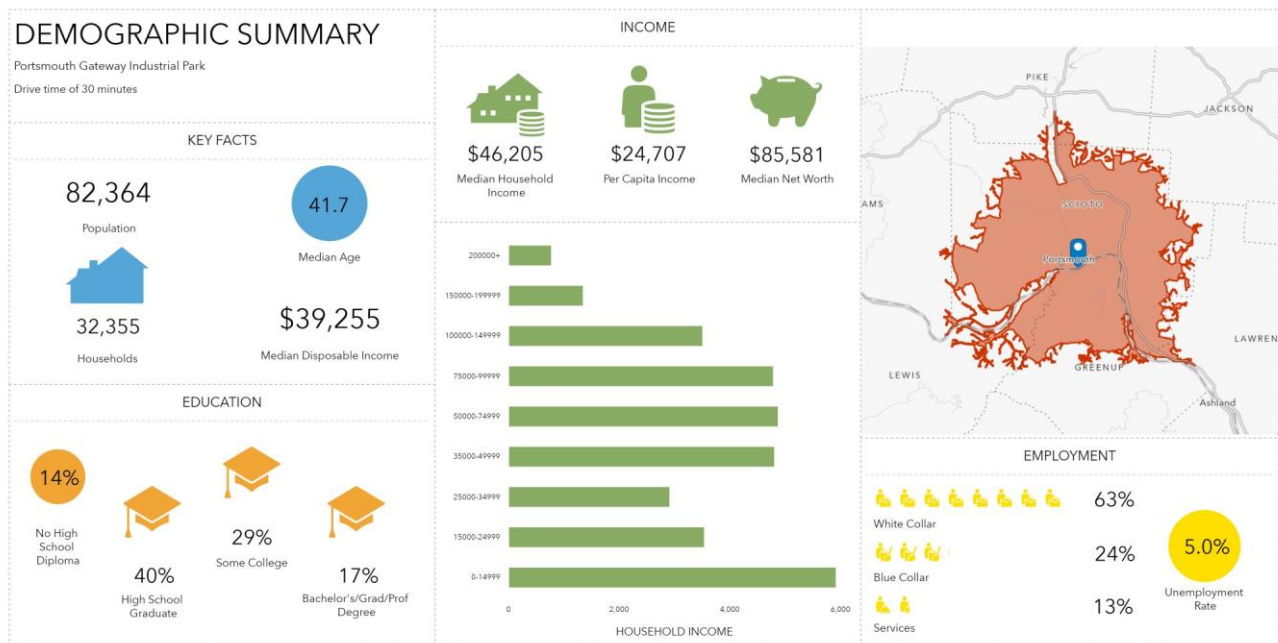 DEMOGRAPHIC SUMMARY
Portsmouth Gateway Industrial Park
Drive time of 30 minutes
KEY FACTS
82,364
Population
41.7
Median Age
32,355
Households
$39,255
Median Disposable Income
EDUCATION
14%
No High
School
Diploma
40%
High School
Graduate
29%
Some College
17%
Bachelor's/Grad/Prof
Degree
INCOME
$46,205
Median Household
Income
$24,707
Per Capita Income
$85,581
Median Net Worth
200000+
150000-199999
100000-149999
75000-99999
50000-74999
35000-49999
25000-34999
15000-24999
0-14999
0
2,000
4,000
6,000
HOUSEHOLD INCOME
PIKE
JACKSON
AMS
SCIOTO
Portsmouth
LAWREN
GREENUP
LEWIS
Ashland
EMPLOYMENT
63%
White Collar
24%
Blue Collar
13%
Services
5.0%
Unemployment
Rate